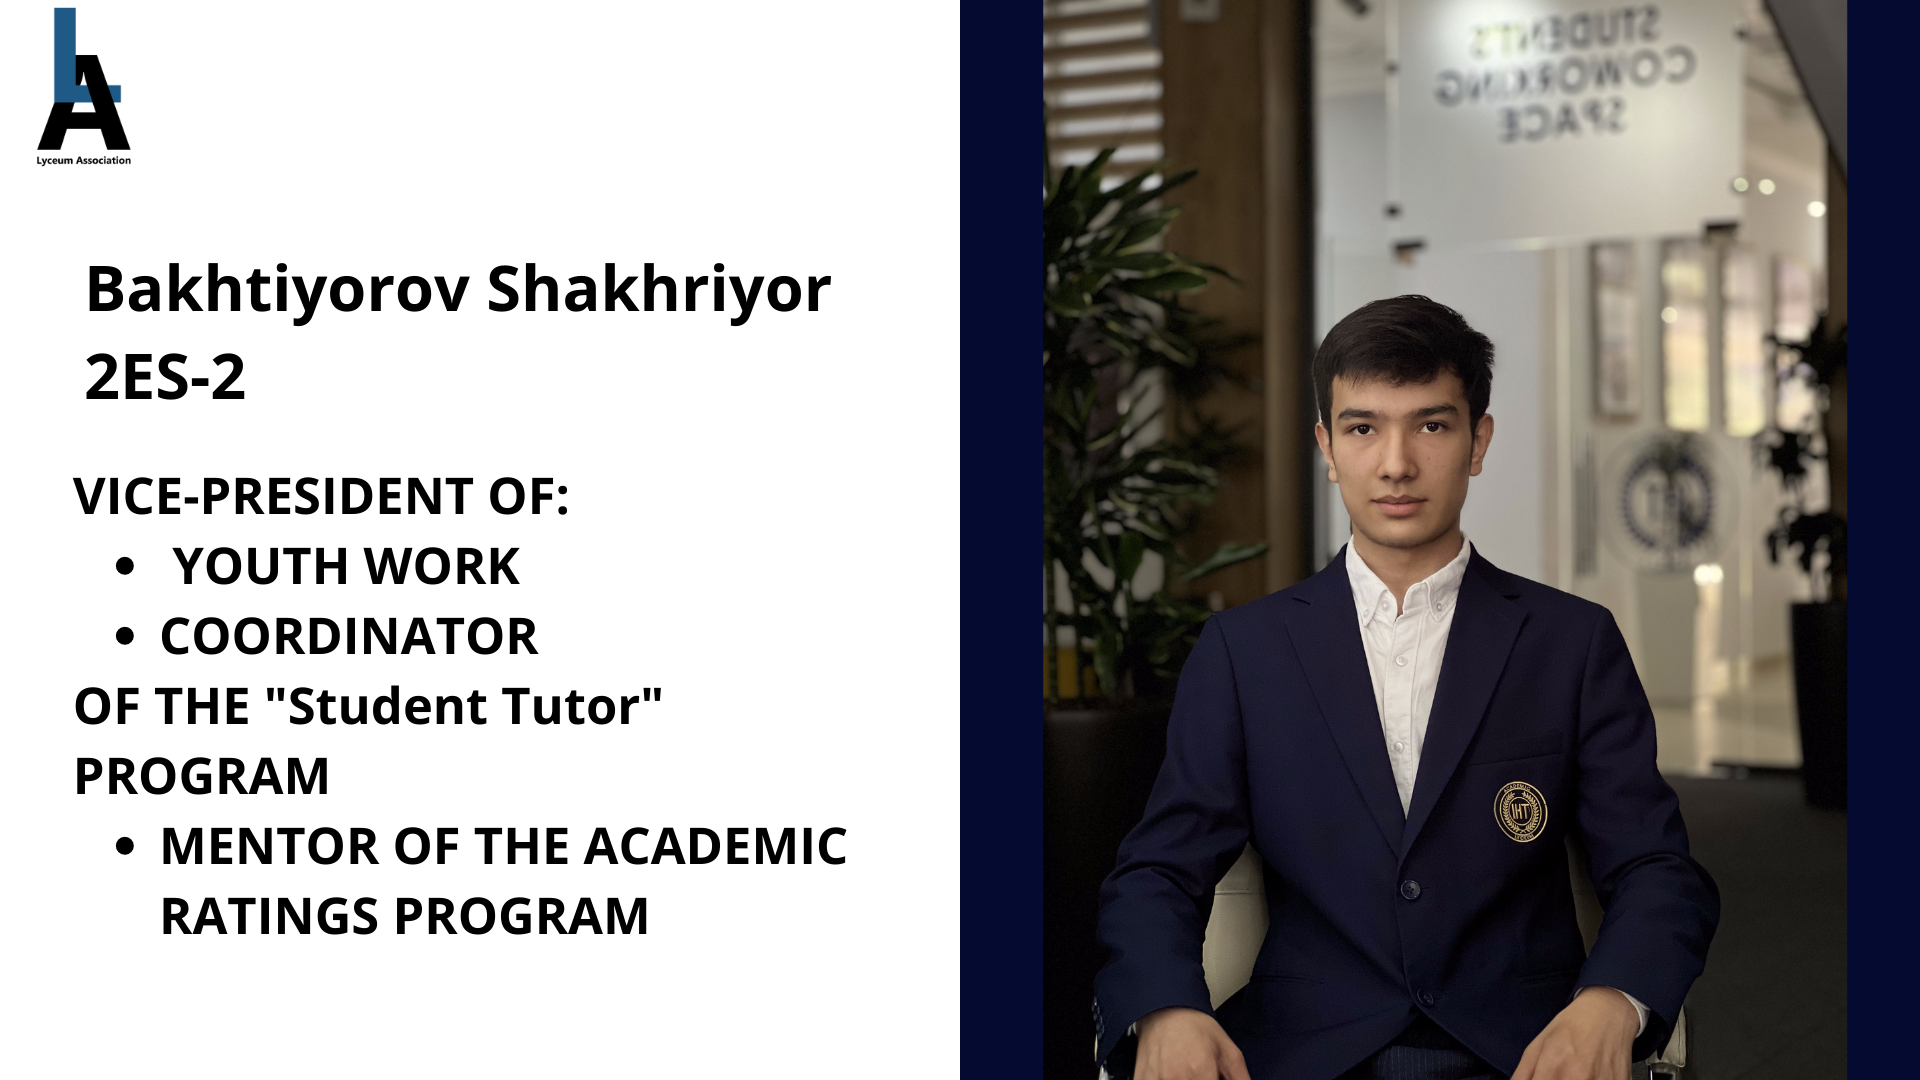 LA
Lyceum Association
Bakhtiyorov Shakhriyor
2ES-2
VICE-PRESIDENT OF:
• YOUTH WORK
• COORDINATOR
OF THE "Student Tutor"
PROGRAM
• MENTOR OF THE ACADEMIC
RATINGS PROGRAM
STUDENTS
COWORKING
SPACE
IHT